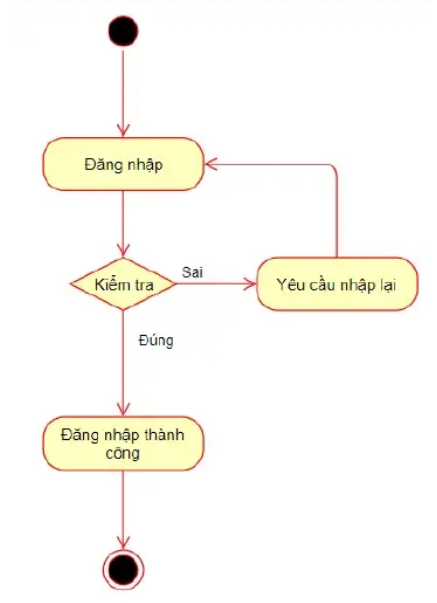 Đăng nhập
Kiểm tra
Sai
Yêu cầu nhập lại
Đúng
Đăng nhập thành
công